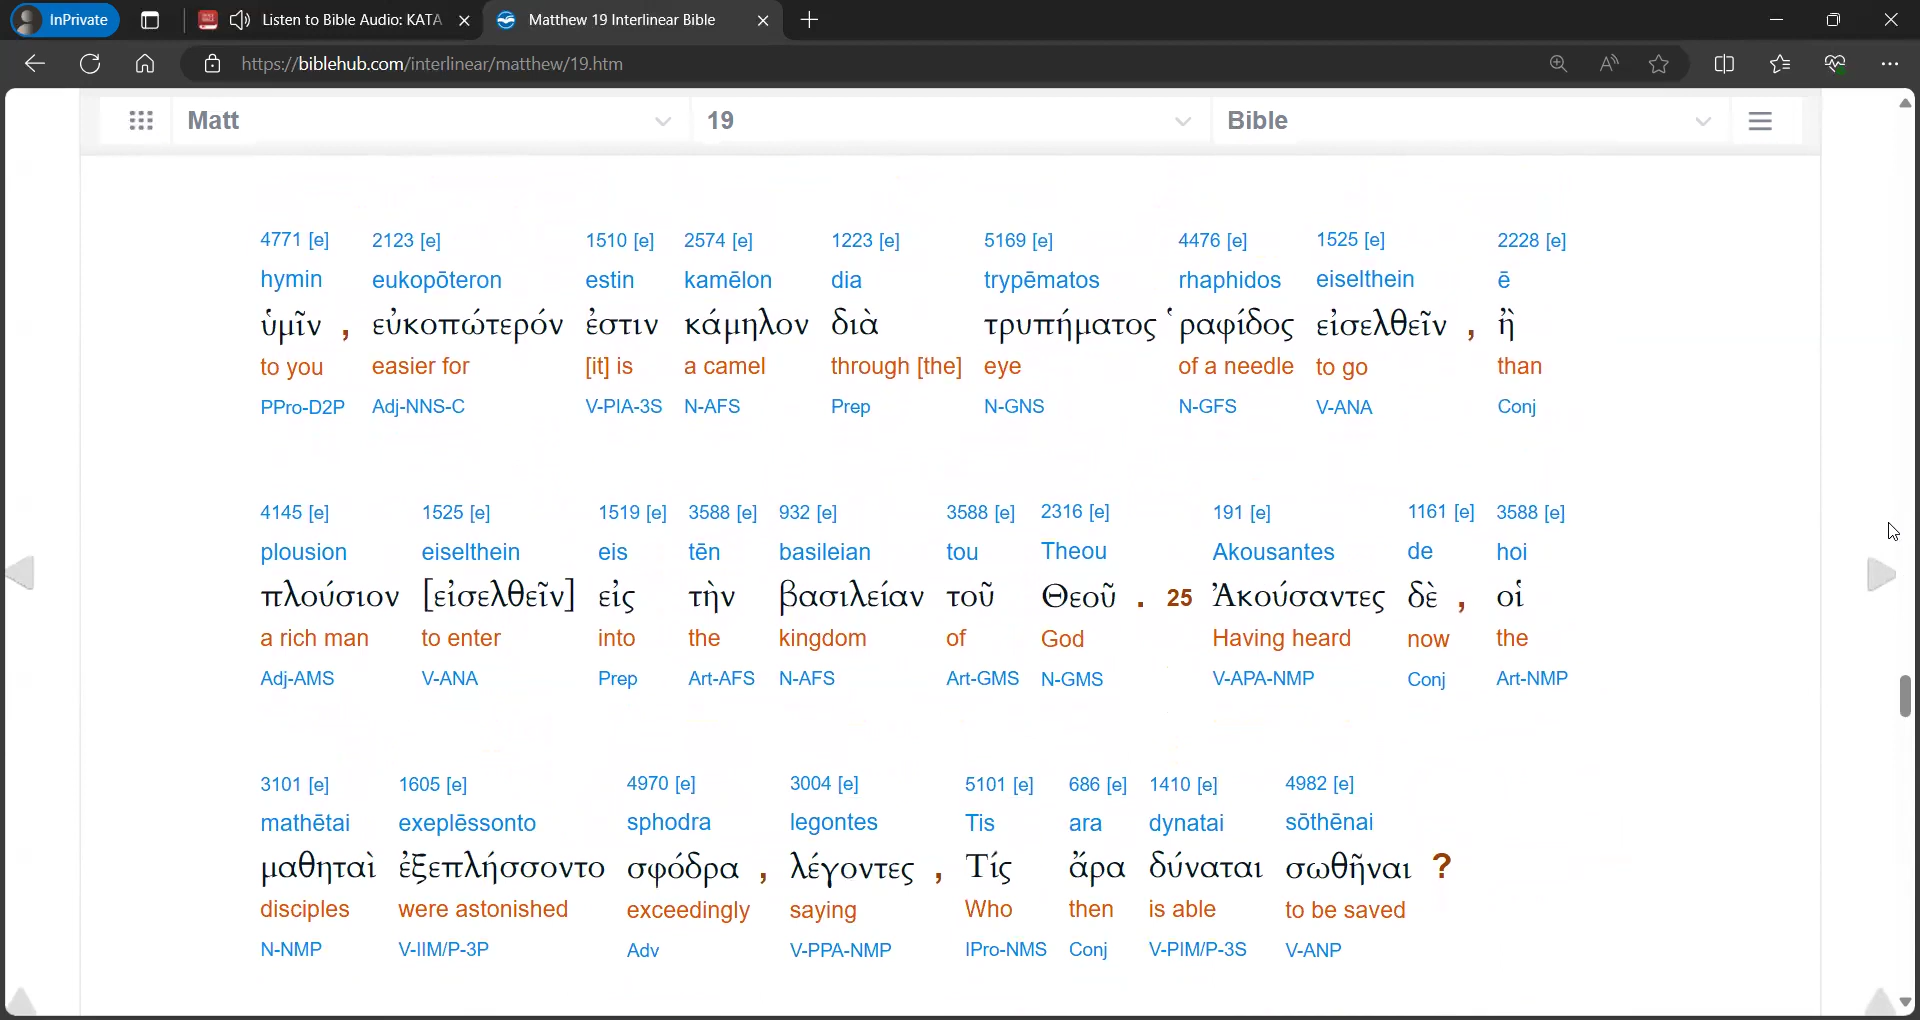 InPrivate Listen to Bible Audio: KATA Matthew 19 Interlinear Bible
https://biblehub.com/interlinear/matthew/19.htm
Matt 19 Bible
4771 [e] 2123 [e] 1510 [e] 2574 [e] 1223 [e] 5169 [e] 4476 [e] 1525 [e] 2228 [e]
hymin eukopōteron estin kamēlon dia trypēmatos rhaphidos eiselthein ē
ὑμῖν , εὐκοπώτερόν ἐστιν κάμηλον διὰ τρυπήματος ῥαφίδος εἰσελθεῖν , ἢ
to you easier for [it] is a camel through [the] eye of a needle to go than
PPro-D2P Adj-NNS-C V-PIA-3S N-AFS Prep N-GNS N-GFS V-ANA Conj
4145 [e] 1525 [e] 1519 [e] 3588 [e] 932 [e] 3588 [e] 2316 [e] 191 [e] 1161 [e] 3588 [e]
plousion eiselthein eis tēn basileian tou Theou Akousantes de hoi
πλούσιον [εἰσελθεῖν] εἰς τὴν βασιλείαν τοῦ Θεοῦ . 25 Ἀκούσαντες δὲ , οἱ
a rich man to enter into the kingdom of God Having heard now the
Adj-AMS V-ANA Prep Art-AFS N-AFS Art-GMS N-GMS V-APA-NMP Conj Art-NMP
3101 [e] 1605 [e] 4970 [e] 3004 [e] 5101 [e] 686 [e] 1410 [e] 4982 [e]
mathētai exeplēssonto sphodra legontes Tis ara dynatai sōthēnai
μαθηταὶ ἐξεπλήσσοντο σφόδρα , λέγοντες , Τίς ἄρα δύναται σωθῆναι ?
disciples were astonished exceedingly saying Who then is able to be saved
N-NMP V-IIM/P-3P Adv V-PPA-NMP IPro-NMS Conj V-PIM/P-3S V-ANP